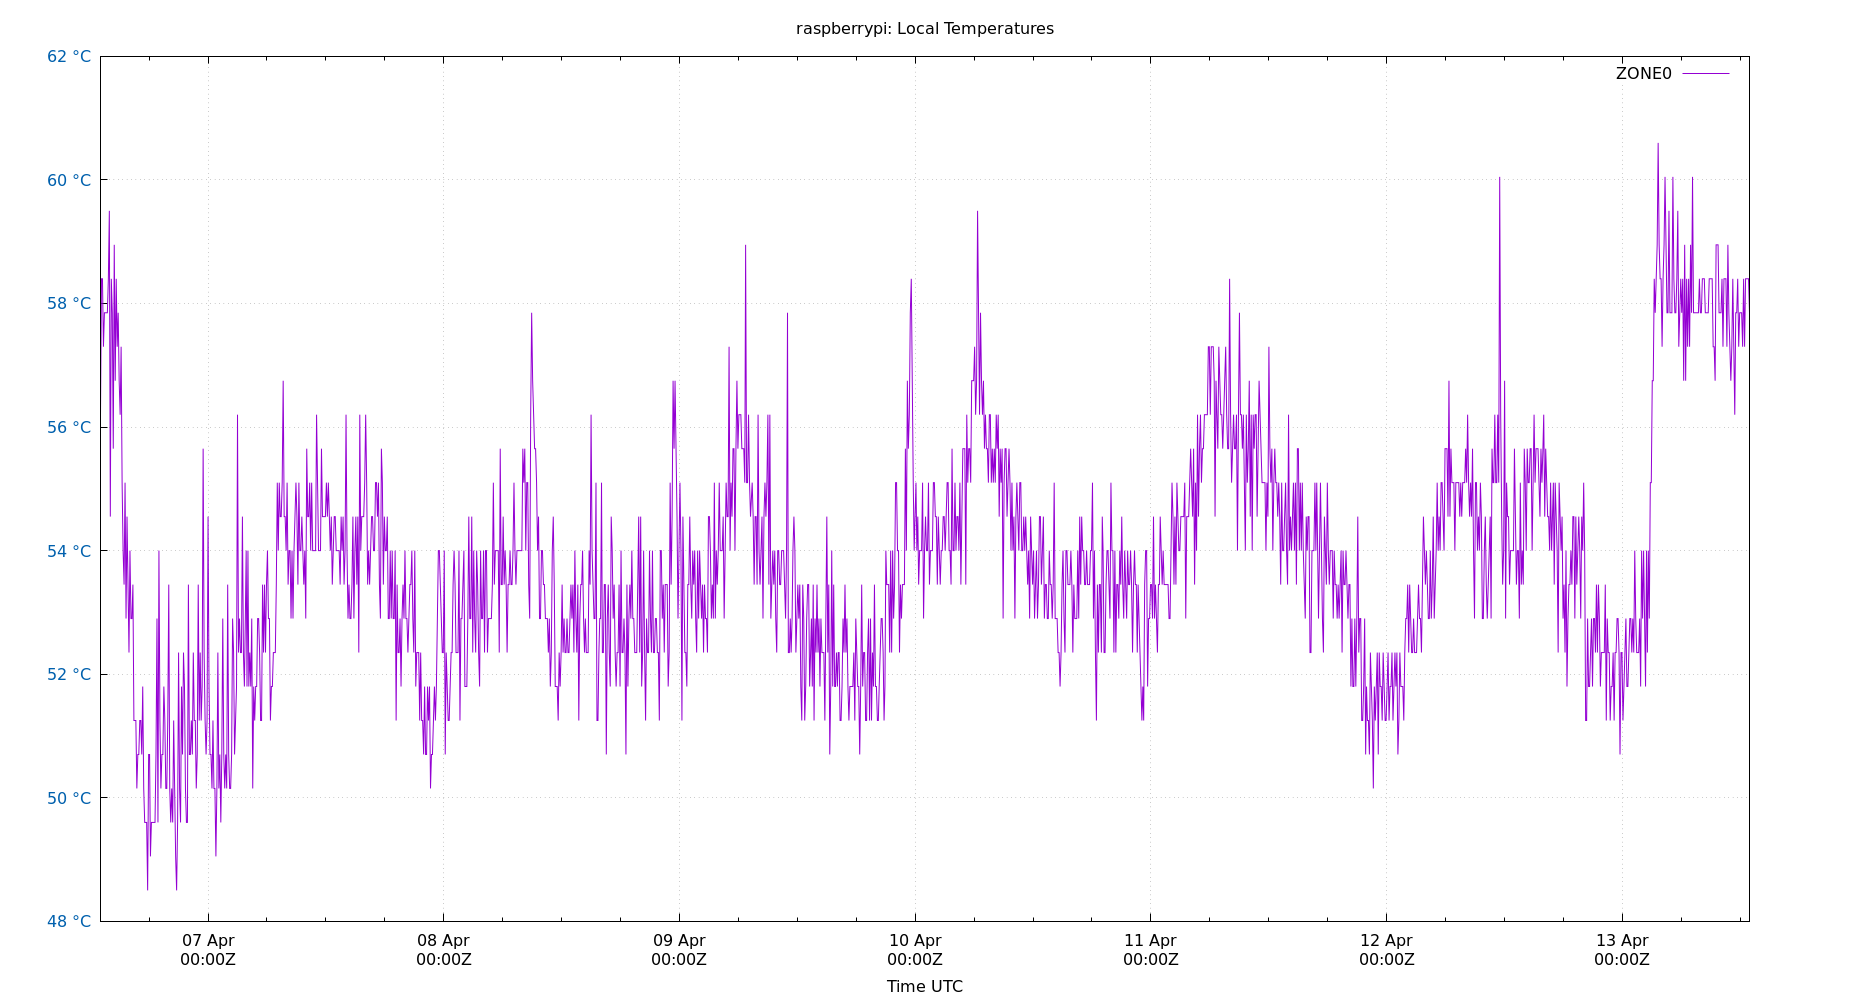 raspberrypi: Local Temperatures
62 °C
ZONE0
60 °C
58 °C
56 °C
54 °C
52 °C
50 °C
48 °C
07 Apr 08 Apr 09 Apr 10 Apr 11 Apr 12 Apr 13 Apr
00:00Z 00:00Z 00:00Z 00:00Z 00:00Z 00:00Z 00:00Z
Time UTC